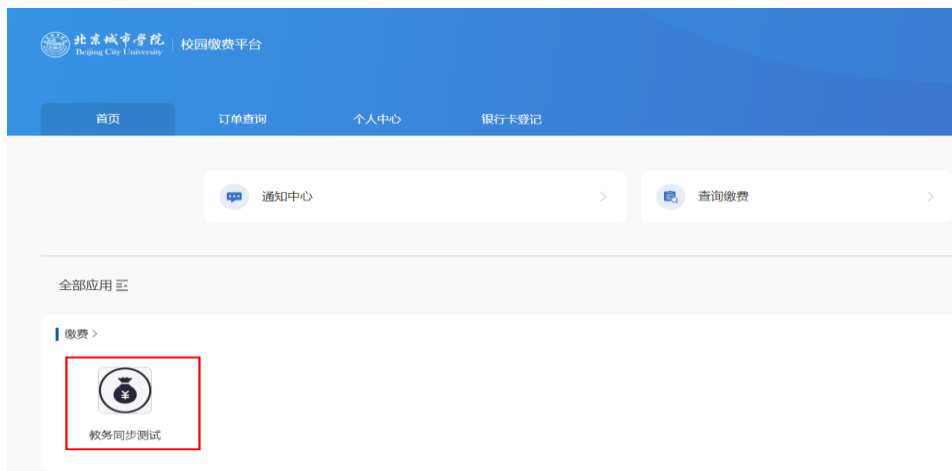 北京城市学院
Beijing City University
校园缴费平台
首页 订单查询 个人中心 银行卡登记
通知中心 查询缴费
全部应用
缴费
¥
教务同步测试